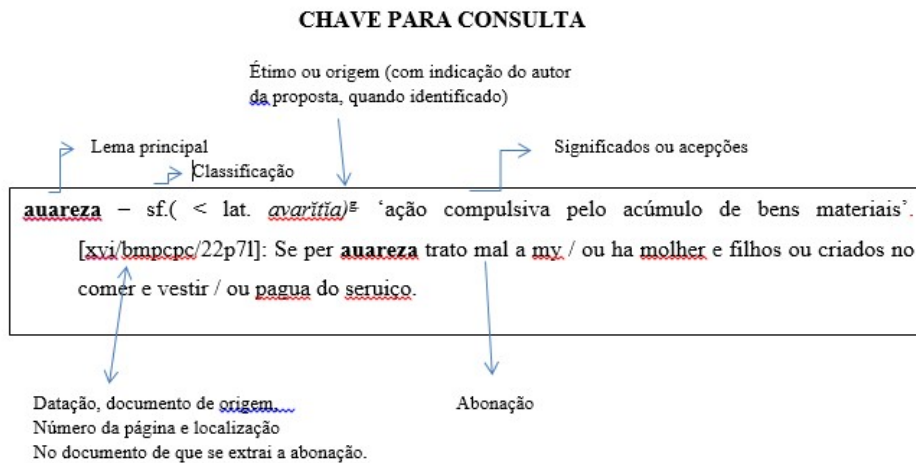 CHAVE PARA CONSULTA
Étimo ou origem (com indicação do autor
da proposta, quando identificado)
Lema principal
Significados ou acepções
Classificação
auareza – sf.( < lat. avarĭtĭa)g ‘ação compulsiva pelo acúmulo de bens materiais’.
[xvi/bmpcpc/22p7l]: Se per auareza trato mal a my / ou ha molher e filhos ou criados no
comer e vestir / ou pagua do seruiço.
Datação, documento de origem,
Abonação
Número da página e localização
No documento de que se extrai a abonação.